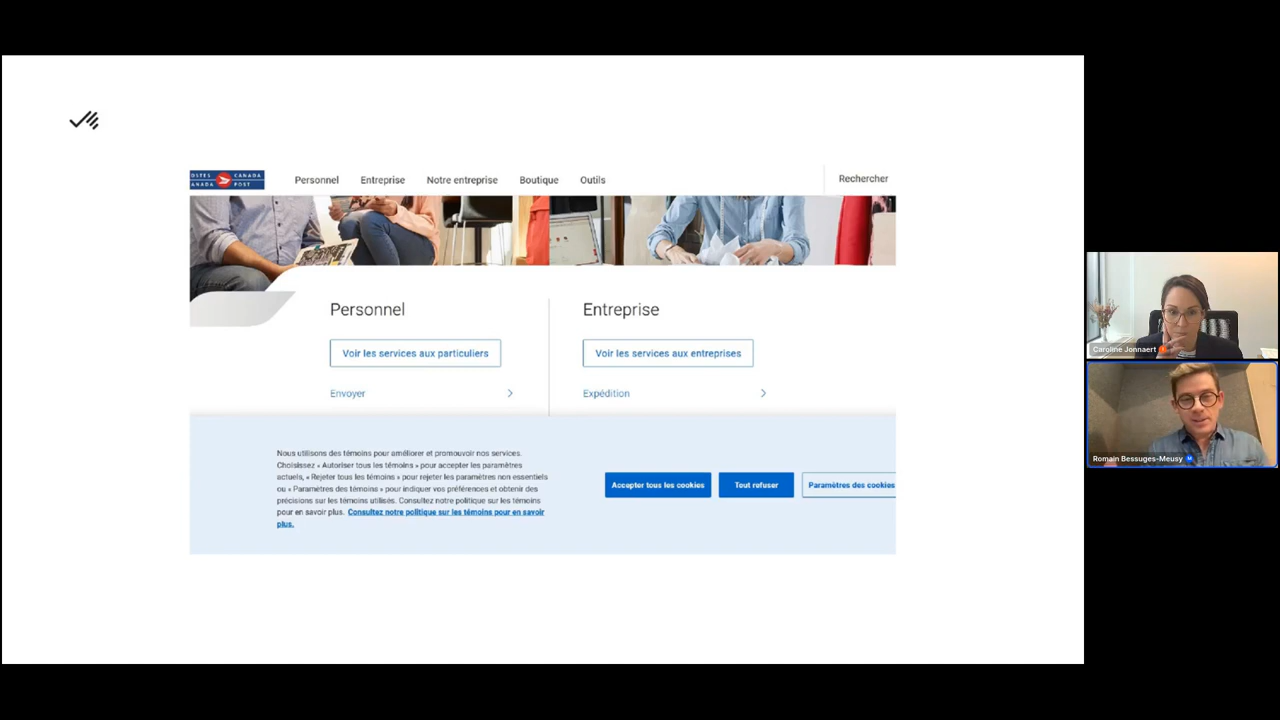 OSTES CANADA
ANADA POST
Personnel Entreprise Notre entreprise Boutique Outils Rechercher
Personnel
Voir les services aux particuliers
Envoyer
Entreprise
Voir les services aux entreprises
Expédition
Nous utilisons des témoins pour améliorer et promouvoir nos services.
Choisissez « Autoriser tous les témoins » pour accepter les paramètres
actuels, « Rejeter tous les témoins » pour rejeter les paramètres non essentiels
ou « Paramètres des témoins » pour indiquer vos préférences et obtenir des
précisions sur les témoins utilisés. Consultez notre politique sur les témoins
pour en savoir plus. Consultez notre politique sur les témoins pour en savoir
plus.
Accepter tous les cookies Tout refuser Paramètres des cookies
Caroline Jonnaert
Romain Bessuges-Meusy